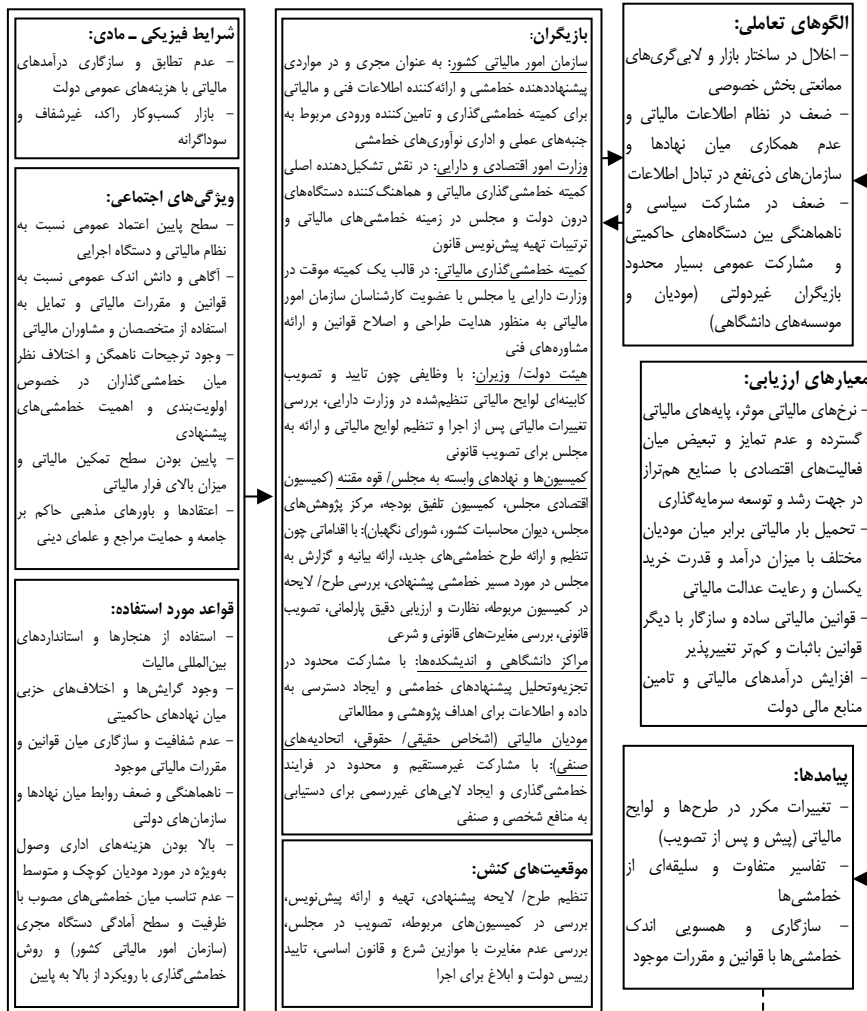 الگوهای تعاملی:
- اخلال در ساختار بازار و لابی‌گری‌های
ممانعتی بخش خصوصی
- ضعف در نظام اطلاعات مالیاتی و
عدم همکاری میان نهادها و
سازمان‌های ذی‌نفع در تبادل اطلاعات
- ضعف در مشارکت سیاسی و
ناهماهنگی بین دستگاه‌های حاکمیتی
و مشارکت عمومی بسیار محدود
بازیگران غیردولتی (مودیان و
موسسه‌های دانشگاهی)
معیارهای ارزیابی:
- نرخ‌های مالیاتی موثر، پایه‌های مالیاتی
گسترده و عدم تمایز و تبعیض میان
فعالیت‌های اقتصادی با صنایع هم‌تراز
در جهت رشد و توسعه سرمایه‌گذاری
- تحمیل بار مالیاتی برابر میان مودیان
مختلف با میزان درآمد و قدرت خرید
یکسان و رعایت عدالت مالیاتی
- قوانین مالیاتی ساده و سازگار با دیگر
قوانین باثبات و کم‌تر تغییرپذیر
- افزایش درآمدهای مالیاتی و تامین
منابع مالی دولت
پیامدها:
- تغییرات مکرر در طرح‌ها و لوایح
مالیاتی (پیش و پس از تصویب)
- تفاسیر متفاوت و سلیقه‌ای از
خط‌مشی‌ها
- سازگاری و همسویی اندک
خط‌مشی‌ها با قوانین و مقررات موجود
بازیگران:
سازمان امور مالیاتی کشور: به عنوان مجری و در مواردی
پیشنهاددهنده خط‌مشی و ارائه‌کننده اطلاعات فنی و مالیاتی
برای کمیته خط‌مشی‌گذاری و تامین‌کننده ورودی مربوط به
جنبه‌های عملی و اداری نوآوری‌های خط‌مشی
وزارت امور اقتصادی و دارایی: در نقش تشکیل‌دهنده اصلی
کمیته خط‌مشی‌گذاری مالیاتی و هماهنگ‌کننده دستگاه‌های
درون دولت و مجلس در زمینه خط‌مشی‌های مالیاتی و
ترتیبات تهیه پیش‌نویس قانون
کمیته خط‌مشی‌گذاری مالیاتی: در قالب یک کمیته موقت در
وزارت دارایی یا مجلس با عضویت کارشناسان سازمان امور
مالیاتی به منظور هدایت طراحی و اصلاح قوانین و ارائه
مشاوره‌های فنی
هیئت دولت/ وزیران: با وظایفی چون تایید و تصویب
کابینه‌ای لوایح مالیاتی تنظیم‌شده در وزارت دارایی، بررسی
تغییرات مالیاتی پس از اجرا و تنظیم لوایح مالیاتی و ارائه به
مجلس برای تصویب قانونی
کمیسیون‌ها و نهادهای وابسته به مجلس/ قوه مقننه (کمیسیون
اقتصادی مجلس، کمیسیون تلفیق بودجه، مرکز پژوهش‌های
مجلس، دیوان محاسبات کشور، شورای نگهبان): با اقداماتی چون
تنظیم و ارائه طرح خط‌مشی‌های جدید، ارائه بیانیه و گزارش به
مجلس در مورد مسیر خط‌مشی پیشنهادی، بررسی طرح/ لایحه
در کمیسیون مربوطه، نظارت و ارزیابی دقیق پارلمانی، تصویب
قانونی، بررسی مغایرت‌های قانونی و شرعی
مراکز دانشگاهی و اندیشکده‌ها: با مشارکت محدود در
تجزیه‌وتحلیل پیشنهادهای خط‌مشی و ایجاد دسترسی به
داده و اطلاعات برای اهداف پژوهشی و مطالعاتی
مودیان مالیاتی (اشخاص حقیقی/ حقوقی، اتحادیه‌های
صنفی): با مشارکت غیرمستقیم و محدود در فرایند
خط‌مشی‌گذاری و ایجاد لابی‌های غیررسمی برای دستیابی
به منافع شخصی و صنفی
موقعیت‌های کنش:
تنظیم طرح/ لایحه پیشنهادی، تهیه و ارائه پیش‌نویس،
بررسی در کمیسیون‌های مربوطه، تصویب در مجلس،
بررسی عدم مغایرت با موازین شرع و قانون اساسی، تایید
رییس دولت و ابلاغ برای اجرا
شرایط فیزیکی ـ مادی:
- عدم تطابق و سازگاری درآمدهای
مالیاتی با هزینه‌های عمومی دولت
- بازار کسب‌وکار راکد، غیرشفاف و
سوداگرانه
ویژگی‌های اجتماعی:
- سطح پایین اعتماد عمومی نسبت به
نظام مالیاتی و دستگاه اجرایی
- آگاهی و دانش اندک عمومی نسبت به
قوانین و مقررات مالیاتی و تمایل به
استفاده از متخصصان و مشاوران مالیاتی
- وجود ترجیحات ناهمگن و اختلاف نظر
میان خط‌مشی‌گذاران در خصوص
اولویت‌بندی و اهمیت خط‌مشی‌های
پیشنهادی
- پایین بودن سطح تمکین مالیاتی و
میزان بالای فرار مالیاتی
- اعتقادها و باورهای مذهبی حاکم بر
جامعه و حمایت مراجع و علمای دینی
قواعد مورد استفاده:
- استفاده از هنجارها و استانداردهای
بین‌المللی مالیات
- وجود گرایش‌ها و اختلاف‌های حزبی
میان نهادهای حاکمیتی
- عدم شفافیت و سازگاری میان قوانین و
مقررات مالیاتی موجود
- ناهماهنگی و ضعف روابط میان نهادها و
سازمان‌های دولتی
- بالا بودن هزینه‌های اداری وصول
به‌ویژه در مورد مودیان کوچک و متوسط
- عدم تناسب میان خط‌مشی‌های مصوب با
ظرفیت و سطح آمادگی دستگاه مجری
(سازمان امور مالیاتی کشور) و روش
خط‌مشی‌گذاری با رویکرد از بالا به پایین